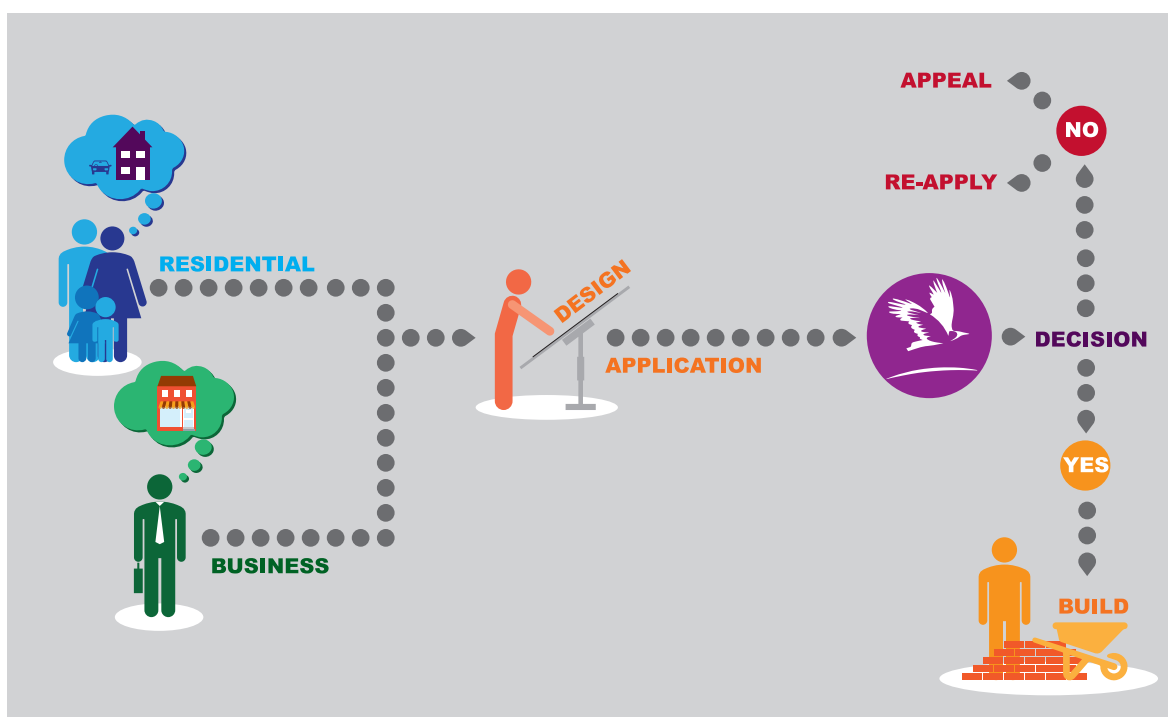 APPEAL
NO
RE-APPLY
RESIDENTIAL
DESIGN
APPLICATION
DECISION
YES
BUSINESS
BUILD